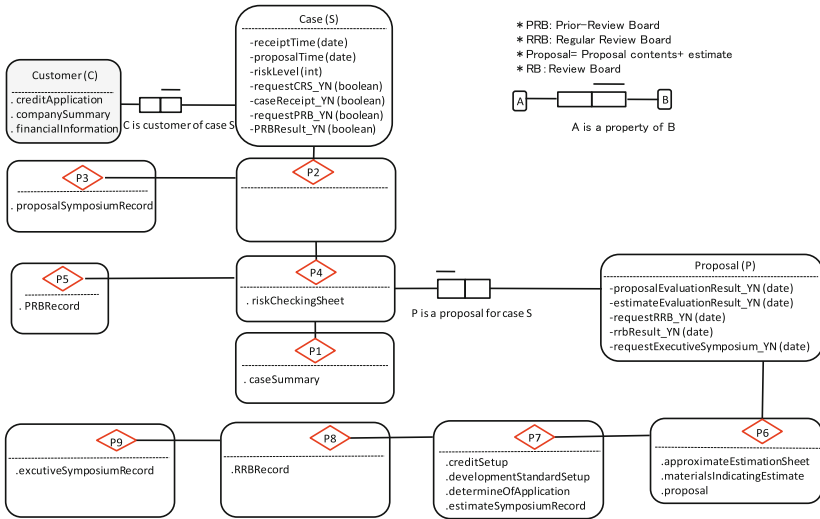 Case (S)
-receiptTime(date)
-proposalTime(date)
-riskLevel(int)
-requestCRS_YN(boolean)
-caseReceipt_YN(boolean)
-requestPRB_YN(boolean)
-PRBResult_YN(boolean)
* PRB: Prior-Review Board
* RRB: Regular Review Board
* Proposal= Proposal contents+ estimate
* RB: Review Board
A
B
A is a property of B
Customer (C)
. creditApplication
. companySummary
. financialInformation
C is customer of case S
P3
. proposalSymposiumRecord
P2
P5
. PRBRecord
P4
. riskCheckingSheet
P is a proposal for case S
Proposal (P)
-proposalEvaluationResult_YN(date)
-estimateEvaluationResult_YN(date)
-requestRRB_YN(date)
-rrbResult_YN(date)
-requestExecutiveSymposium_YN(date)
P1
. caseSummary
P9
.excutiveSymposiumRecord
P8
.RRBRecord
P7
.creditSetup
.developmentStandardSetup
.determineOfApplication
.estimateSymposiumRecord
P6
.approximateEstimationSheet
.materialsIndicatingEstimate
.proposal